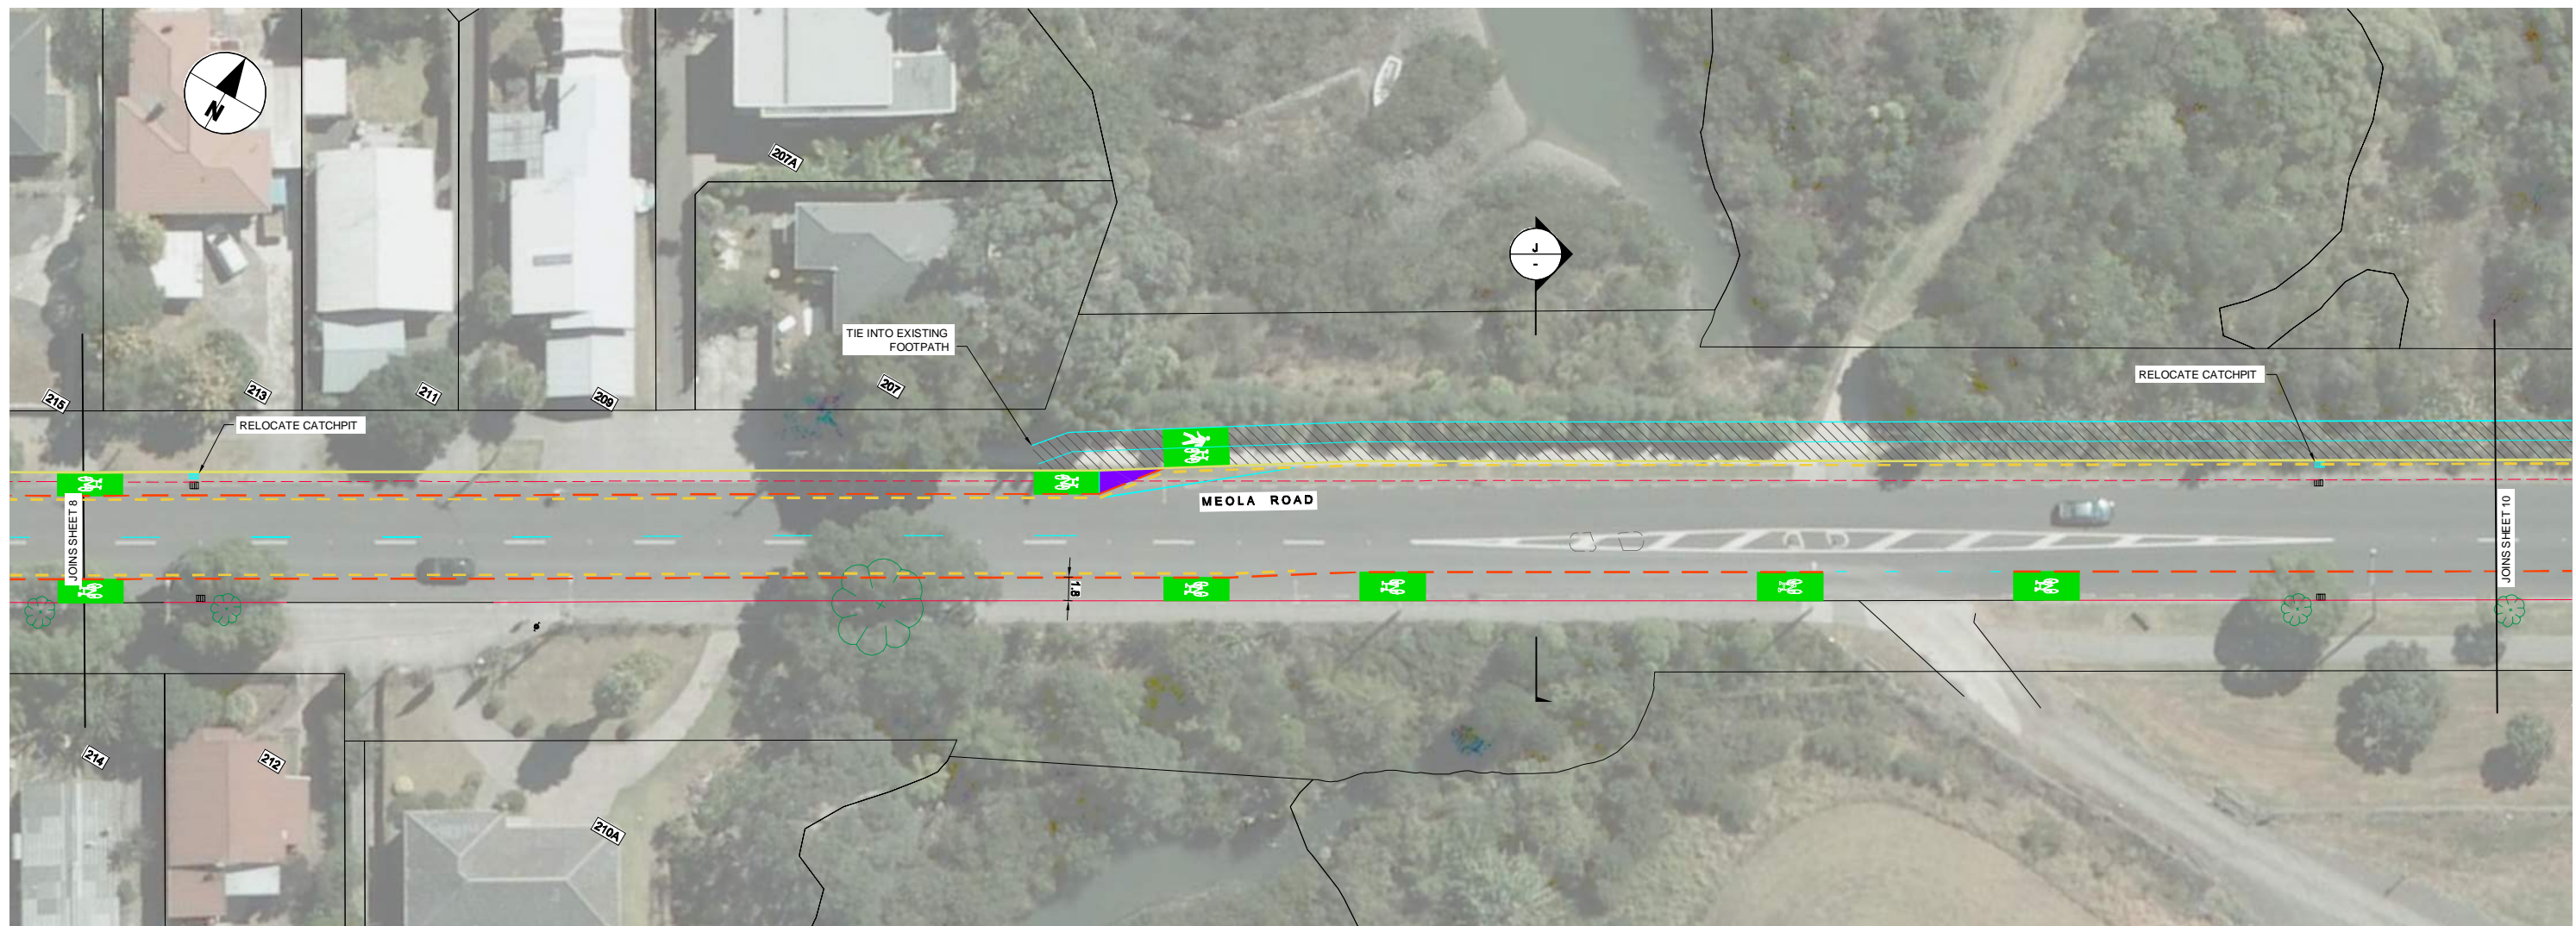 N
207A
J
-
TIE INTO EXISTING
FOOTPATH
RELOCATE CATCHPIT
215
213
211
209
207
RELOCATE CATCHPIT
MEOLA ROAD
JOINS SHEET 8
JOINS SHEET 10
1.8
214
212
210A